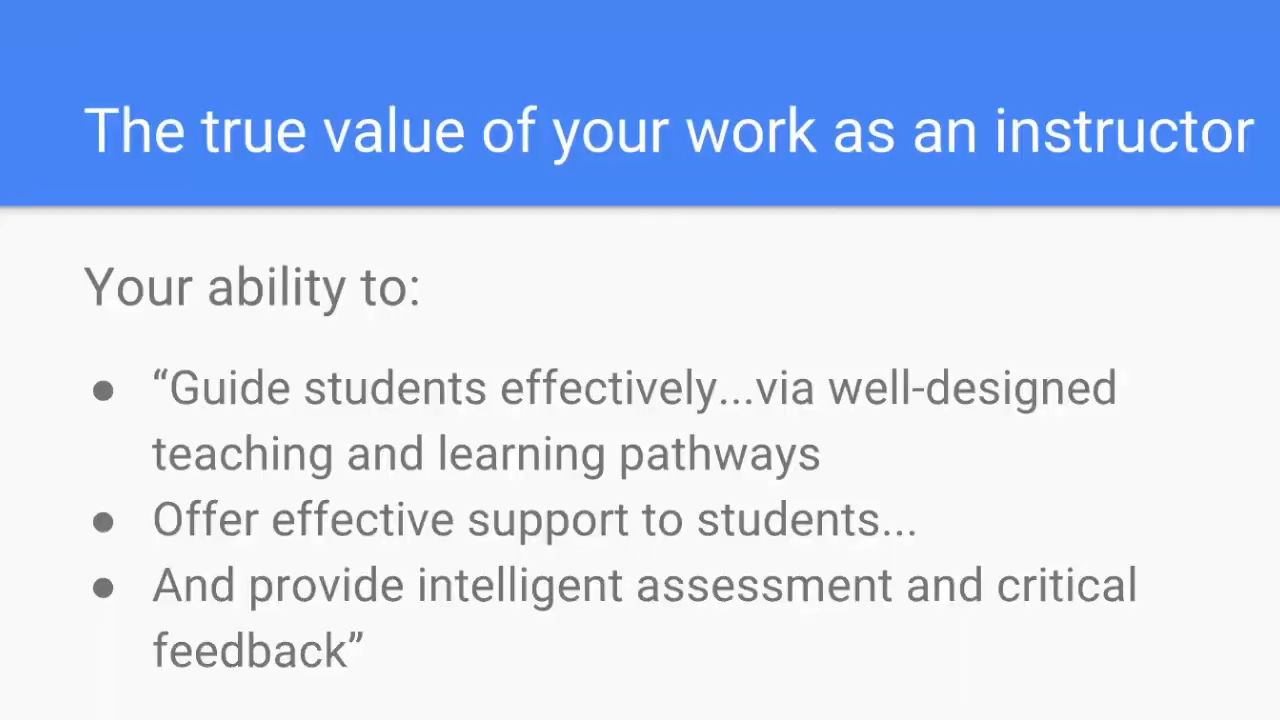 The true value of your work as an instructor
Your ability to:
● “Guide students effectively...via well-designed
teaching and learning pathways
● Offer effective support to students...
● And provide intelligent assessment and critical
feedback”